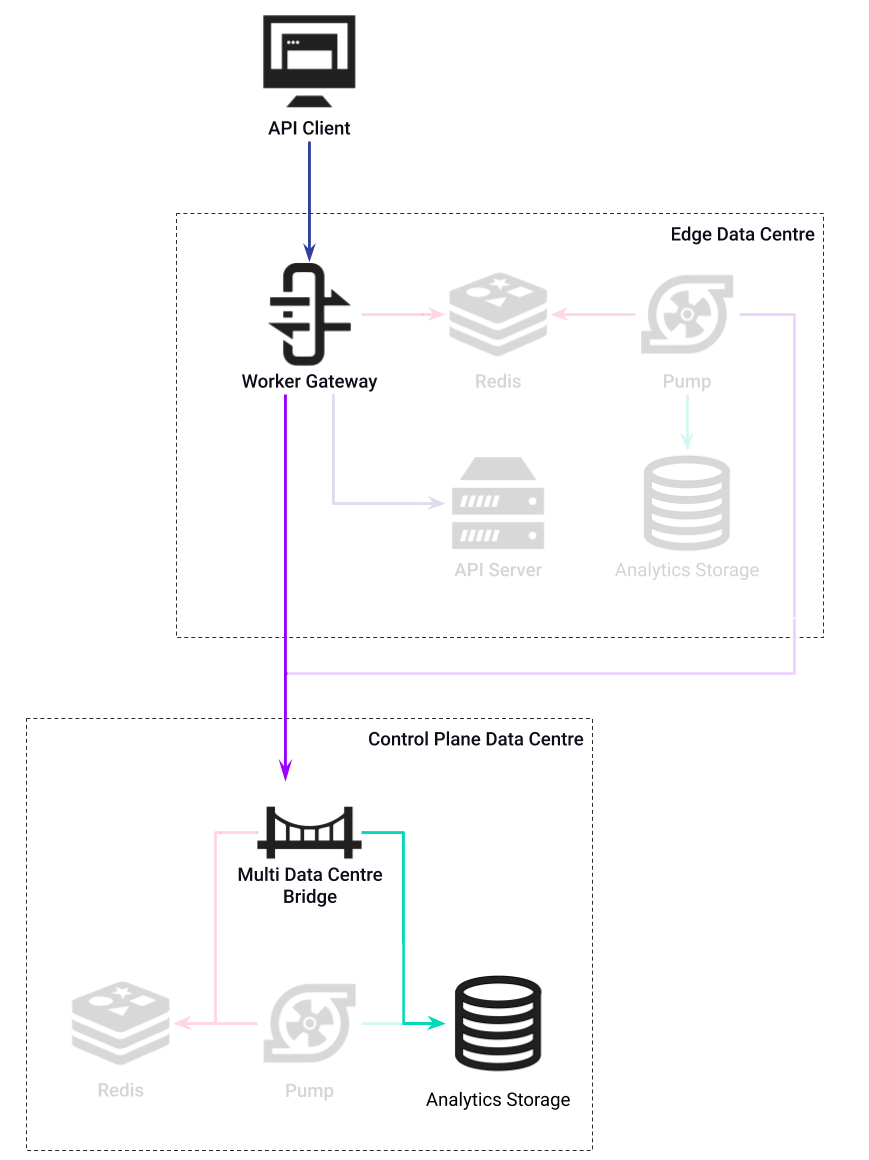 API Client
Edge Data Centre
Worker Gateway
Redis
Pump
API Server
Analytics Storage
Control Plane Data Centre
Multi Data Centre
Bridge
Redis
Pump
Analytics Storage